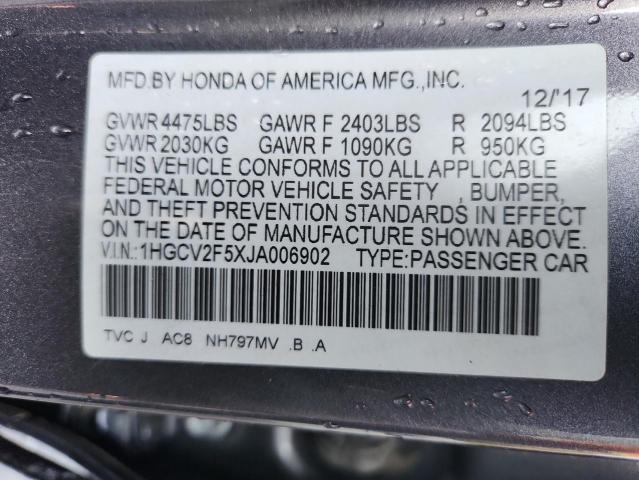 MFD.BY HONDA OF AMERICA MFG.,INC.
12/'17
GVWR 4475LBS GAWR F 2403LBS R 2094LBS
GVWR 2030KG GAWR F 1090KG R 950KG
THIS VEHICLE CONFORMS TO ALL APPLICABLE
FEDERAL MOTOR VEHICLE SAFETY , BUMPER,
AND THEFT PREVENTION STANDARDS IN EFFECT
ON THE DATE OF MANUFACTURE SHOWN ABOVE.
V.I.N.:1HGCV2F5XJA006902 TYPE:PASSENGER CAR
TVC J AC8 NH797MV .B .A